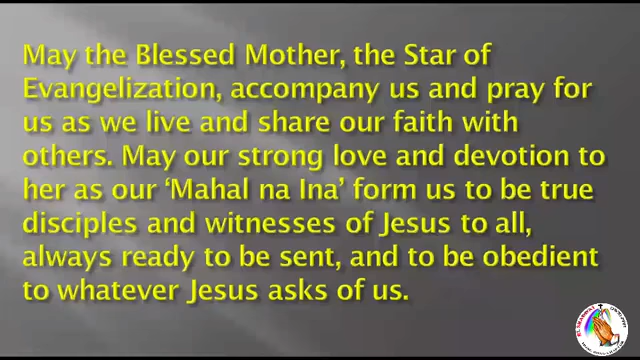 May the Blessed Mother, the Star of
Evangelization, accompany us and pray for
us as we live and share our faith with
others. May our strong love and devotion to
her as our ‘Mahal na Ina’ form us to be true
disciples and witnesses of Jesus to all,
always ready to be sent, and to be obedient
to whatever Jesus asks of us.